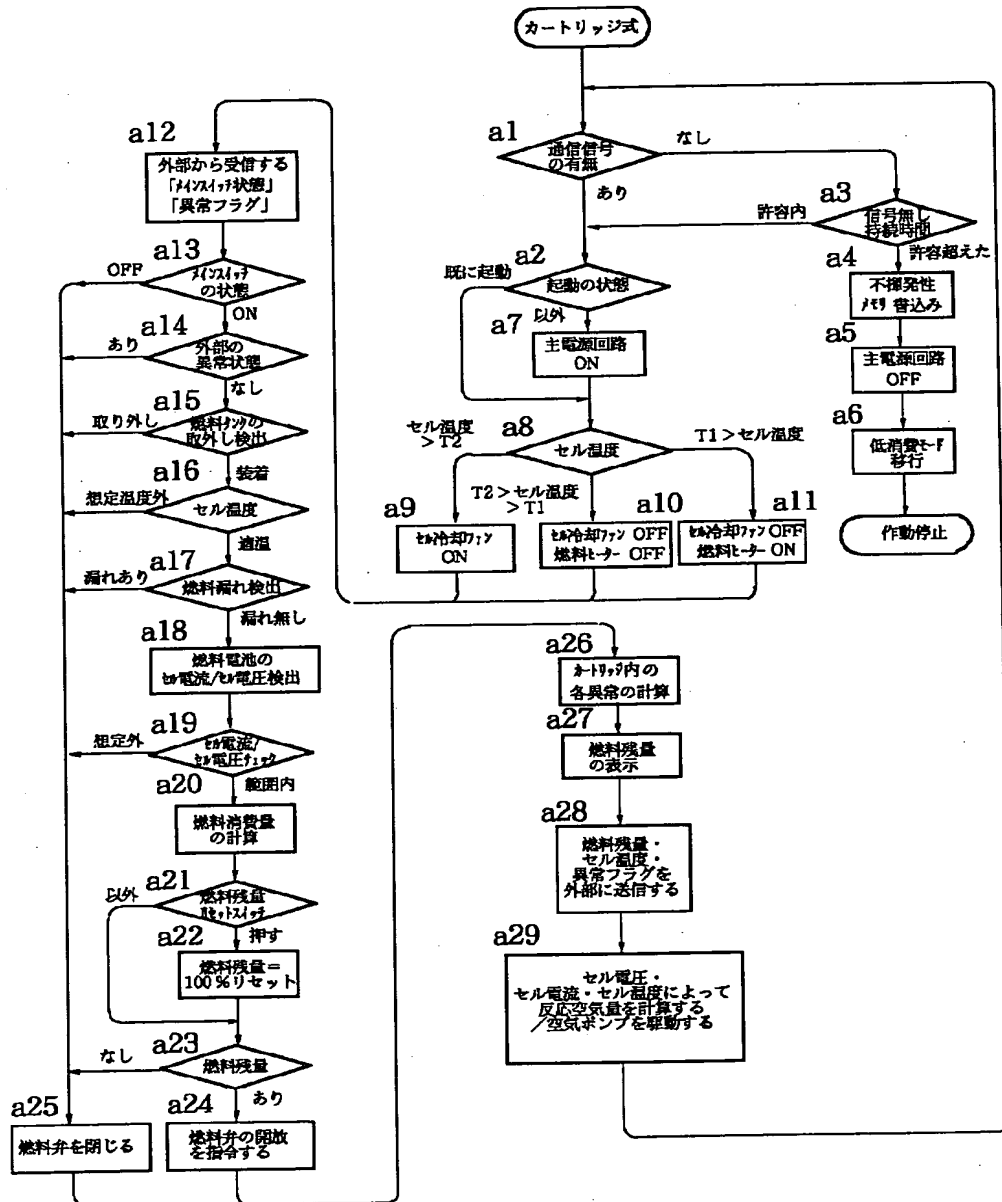 カートリッジ式
a1
通信信号
の有無
なし
あり
a3
信号無し
持続時間
許容内
許容超えた
a2
起動の状態
既に起動
以外
a4
不揮発性
ﾒﾓﾘ 書込み
a7
主電源回路
ON
a5
主電源回路
OFF
a6
低消費ﾓｰﾄﾞ
移行
作動停止
a8
セル温度
セル温度
＞T2
T2＞セル温度
＞T1
T1＞セル温度
a9
ｾﾙ冷却ファン
ON
a10
ｾﾙ冷却ファン OFF
燃料ﾋｰﾀｰ OFF
a11
ｾﾙ冷却ファン OFF
燃料ﾋｰﾀｰ ON
a12
外部から受信する
「ﾒｲﾝｽｲｯﾁ状態」
「異常フラグ」
a13
ﾒｲﾝｽｲｯﾁ
の状態
OFF
ON
a14
外部の
異常状態
あり
なし
a15
燃料ﾀﾝｸの
取外し検出
取り外し
装着
a16
セル温度
想定温度外
適温
a17
燃料漏れ検出
漏れあり
漏れ無し
a18
燃料電池の
ｾﾙ電流/ｾﾙ電圧検出
a19
ｾﾙ電流/
ｾﾙ電圧ﾁｪｯｸ
想定外
範囲内
a20
燃料消費量
の計算
a21
燃料残量
ﾘｾｯﾄｽｲｯﾁ
以外
押す
a22
燃料残量＝
100％リセット
a23
燃料残量
なし
あり
a24
燃料弁の開放
を指令する
a25
燃料弁を閉じる
a26
ｶｰﾄﾘｯｼﾞ内の
各異常の計算
a27
燃料残量
の表示
a28
燃料残量・
セル温度・
異常フラグを
外部に送信する
a29
セル電圧・
セル電流・セル温度によって
反応空気量を計算する
／空気ポンプを駆動する